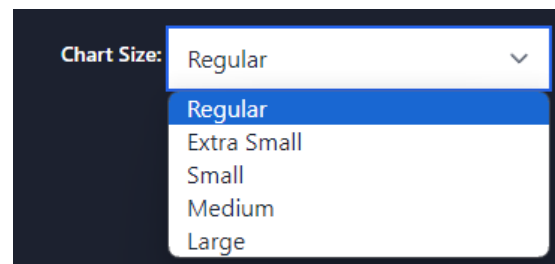 Chart Size: Regular
Regular
Extra Small
Small
Medium
Large